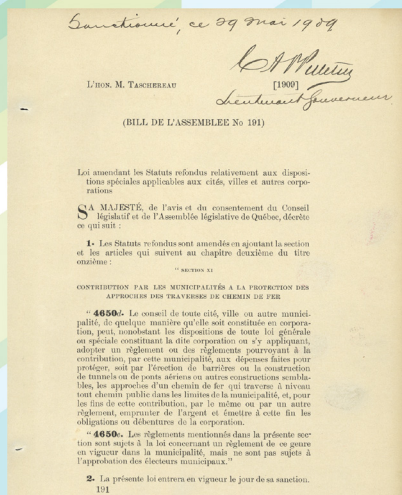 Sanctionné, ce 29 mai 1909
L'HON. M. TASCHEREAU
[1909]
Lieutenant Gouverneur
(BILL DE L'ASSEMBLEE No 191)
Loi amendant les Statuts refondus relativement aux disposi-
tions spéciales applicables aux cités, villes et autres corpo-
rations
SA MAJESTÉ, de l'avis et du consentement du Conseil
législatif et de l'Assemblée législative de Québec, décrète
ce qui suit :
1. Les Statuts refondus sont amendés en ajoutant la section
et les articles qui suivent au chapitre deuxième du titre
onzième :
" SECTION XI
CONTRIBUTION PAR LES MUNICIPALITÉS A LA PROTECTION DES
APPROCHES DES TRAVERSES DE CHEMIN DE FER
" 4650d. Le conseil de toute cité, ville ou autre munici-
palité, de quelque manière qu'elle soit constituée en corpora-
tion, peut, nonobstant les dispositions de toute loi générale
ou spéciale constituant la dite corporation ou s'y appliquant,
adopter un règlement ou des règlements pourvoyant à la
contribution, par cette municipalité, aux dépenses faites pour
protéger, soit par l'érection de barrières ou la construction
de tunnels ou de ponts aériens ou autres constructions sembla-
bles, les approches d'un chemin de fer qui traverse à niveau
tout chemin public dans les limites de la municipalité, et, pour
les fins de cette contribution, par le même ou par un autre
règlement, emprunter de l'argent et émettre à cette fin les
obligations ou débentures de la corporation.
" 4650e. Les règlements mentionnés dans la présente sec-
tion sont sujets à la loi concernant un règlement de ce genre
en vigueur dans la municipalité, mais ne sont pas sujets à
l'approbation des électeurs municipaux."
2. La présente loi entrera en vigueur le jour de sa sanction.
191